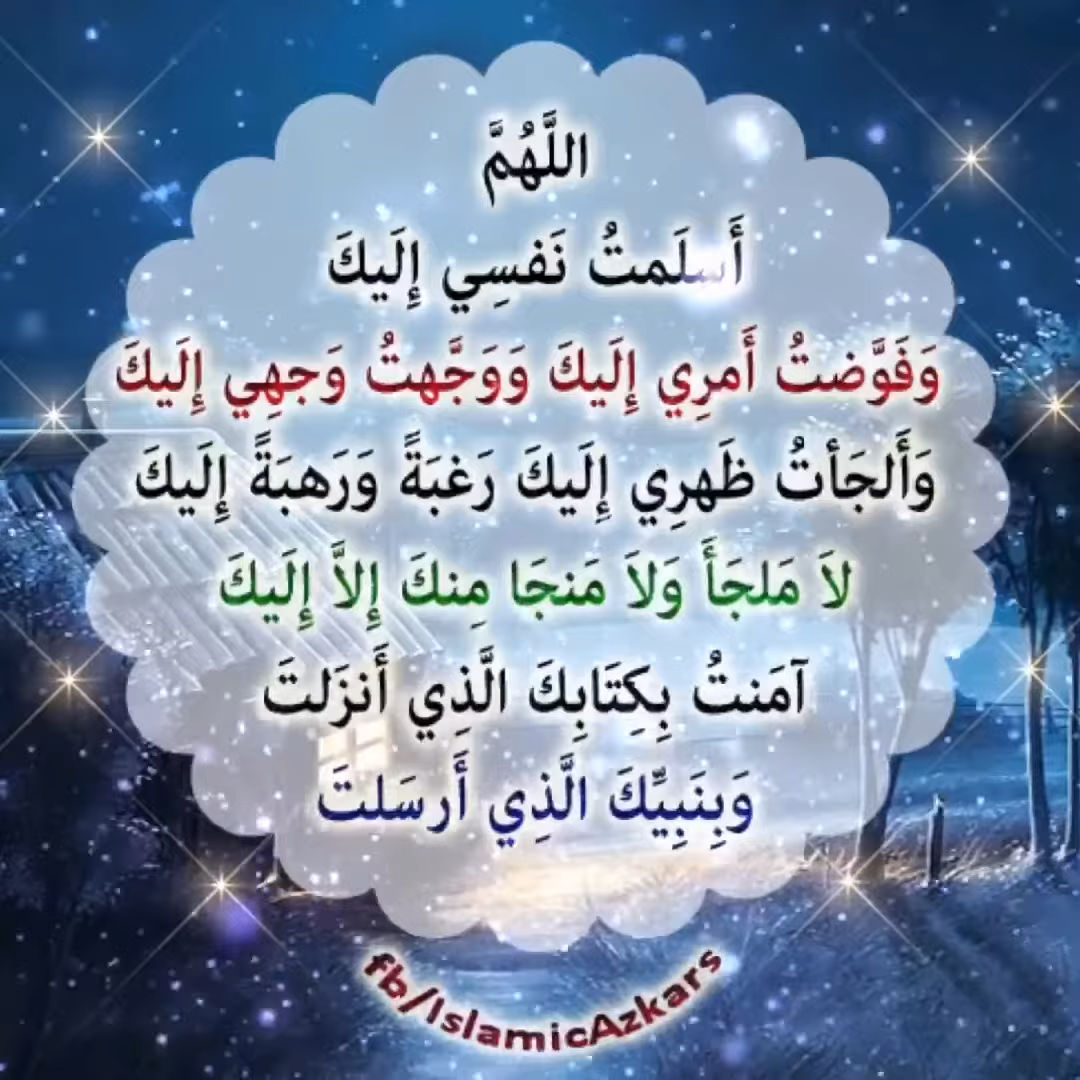 اللَّهُمَّ
أَسلَمتُ نَفسِي إِلَيكَ
وَفَوَّضتُ أَمرِي إِلَيكَ وَوَجَّهتُ وَجهِي إِلَيكَ
وَأَلجَأتُ ظَهرِي إِلَيكَ رَغبَةً وَرَهبَةً إِلَيكَ
لاَ مَلجَأَ وَلاَ مَنجَا مِنكَ إِلاَّ إِلَيكَ
آمَنتُ بِكِتَابِكَ الَّذِي أَنزَلتَ
وَبِنَبِيِّكَ الَّذِي أَرسَلتَ
fb/IslamicAzkars